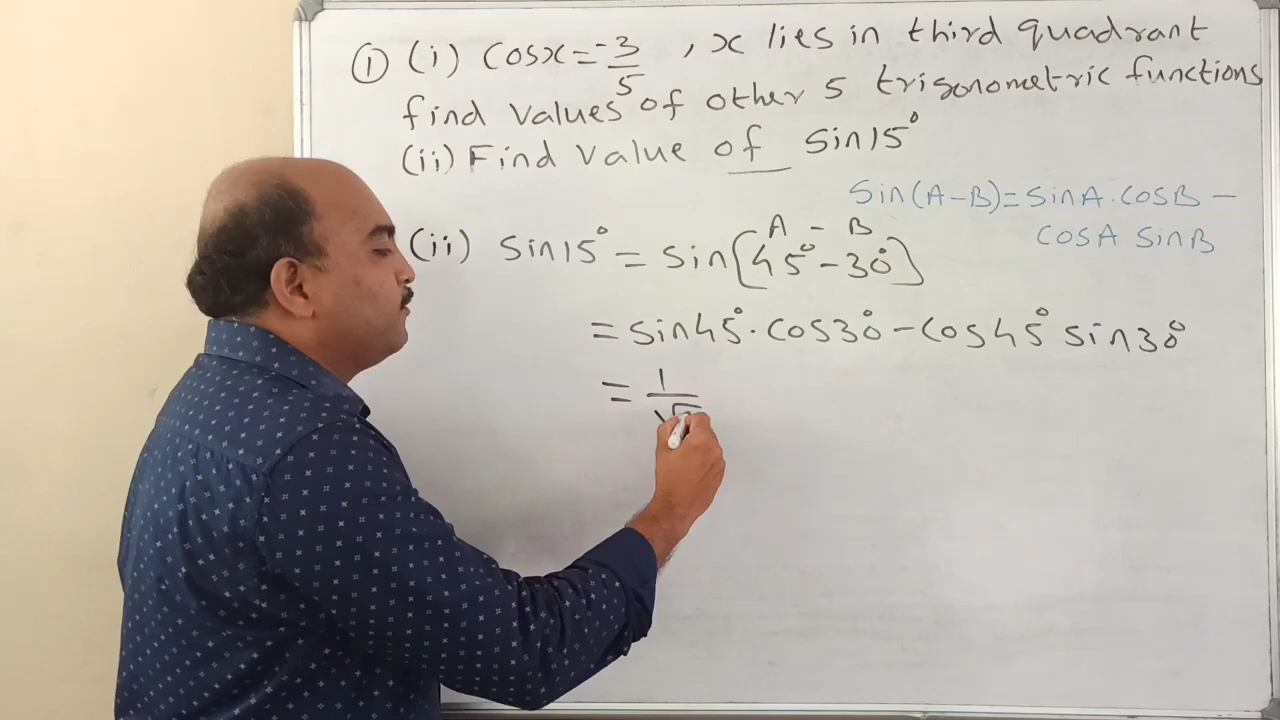 ① (i) Cosx = -3/5 , x lies in third quadrant
find values of other 5 trigonometric functions
(ii) Find value of Sin15°
Sin(A-B)=SinA.CosB -
CosA SinB
A - B
(ii) Sin15° = Sin[45°-30°]
= Sin45°.Cos30° - Cos45° Sin30°
= 1/√